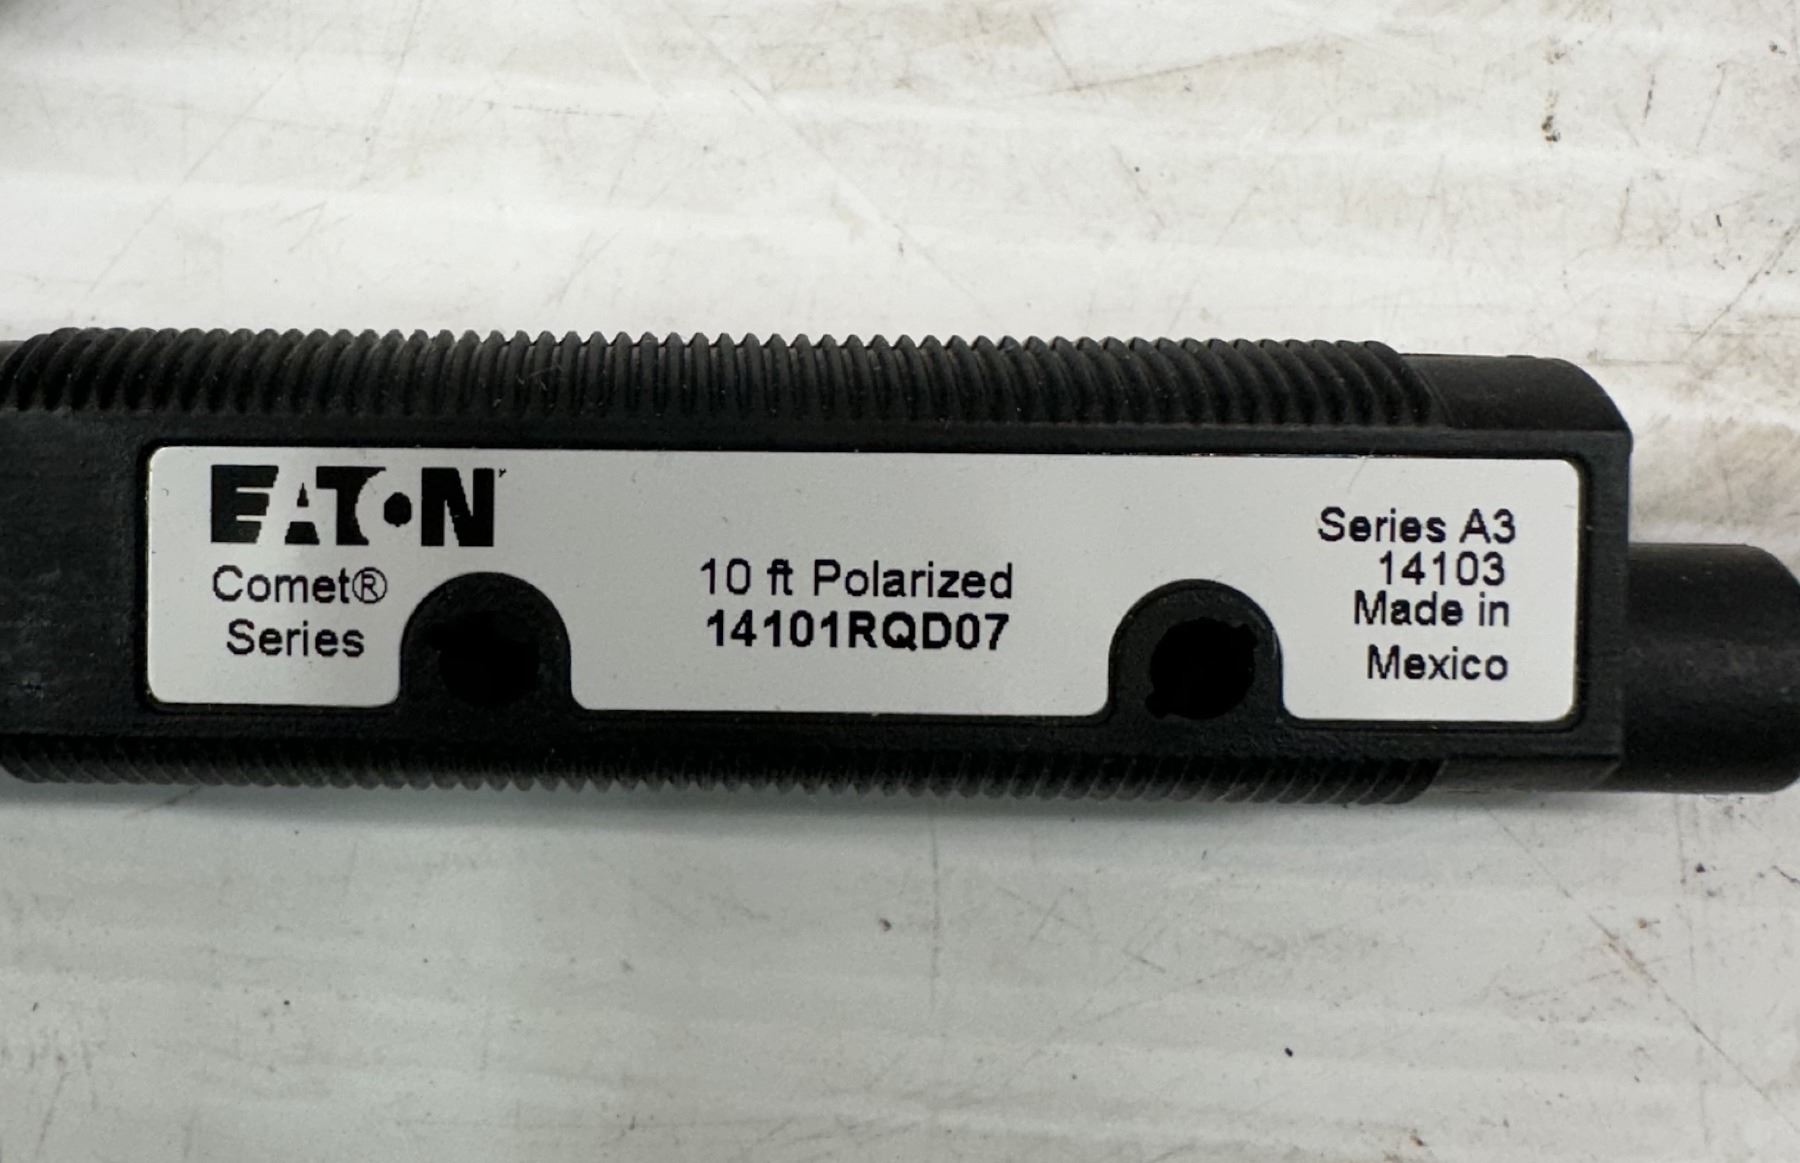 EATON
Comet®
Series
10 ft Polarized
14101RQD07
Series A3
14103
Made in
Mexico